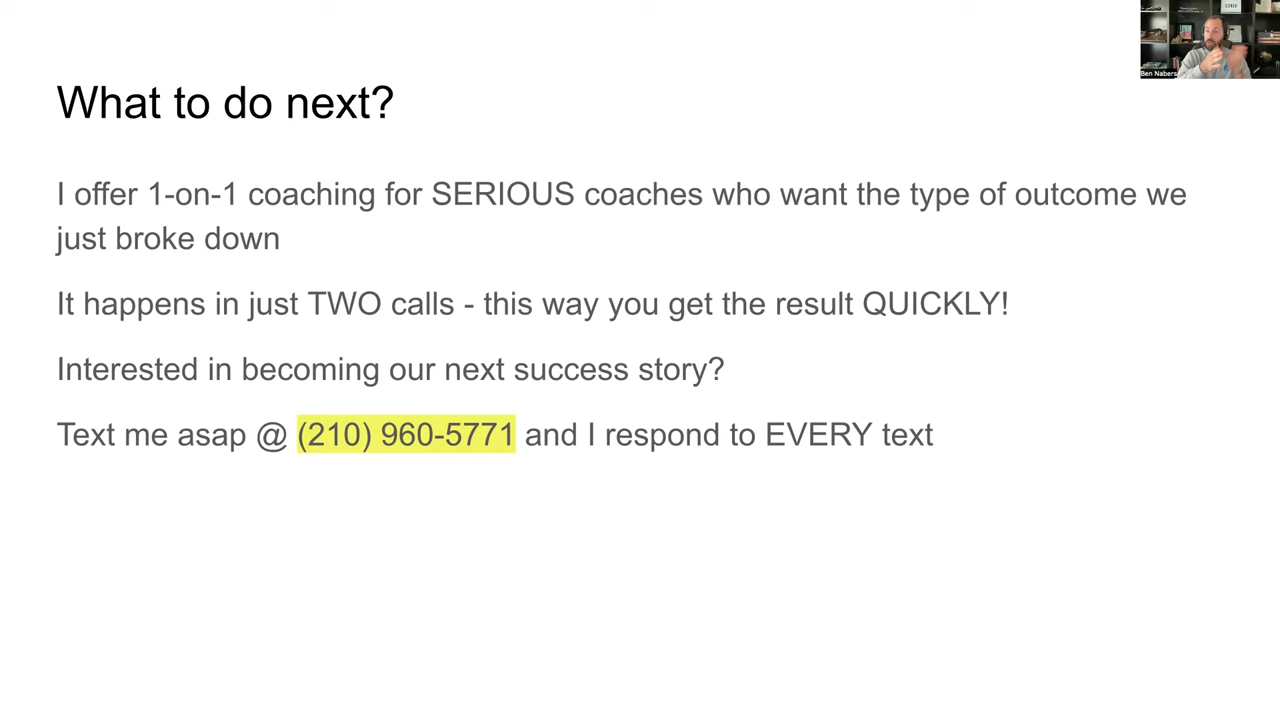 What to do next?
I offer 1-on-1 coaching for SERIOUS coaches who want the type of outcome we
just broke down
It happens in just TWO calls - this way you get the result QUICKLY!
Interested in becoming our next success story?
Text me asap @ (210) 960-5771 and I respond to EVERY text
Ben Nabers